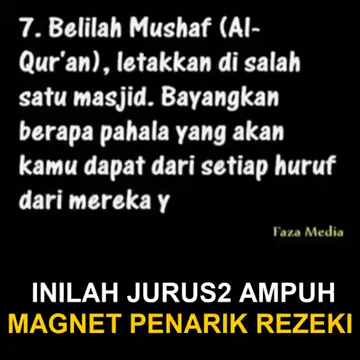 7. Belilah Mushaf (Al-
Qur'an), letakkan di salah
satu masjid. Bayangkan
berapa pahala yang akan
kamu dapat dari setiap huruf
dari mereka y
Faza Media
INILAH JURUS2 AMPUH
MAGNET PENARIK REZEKI